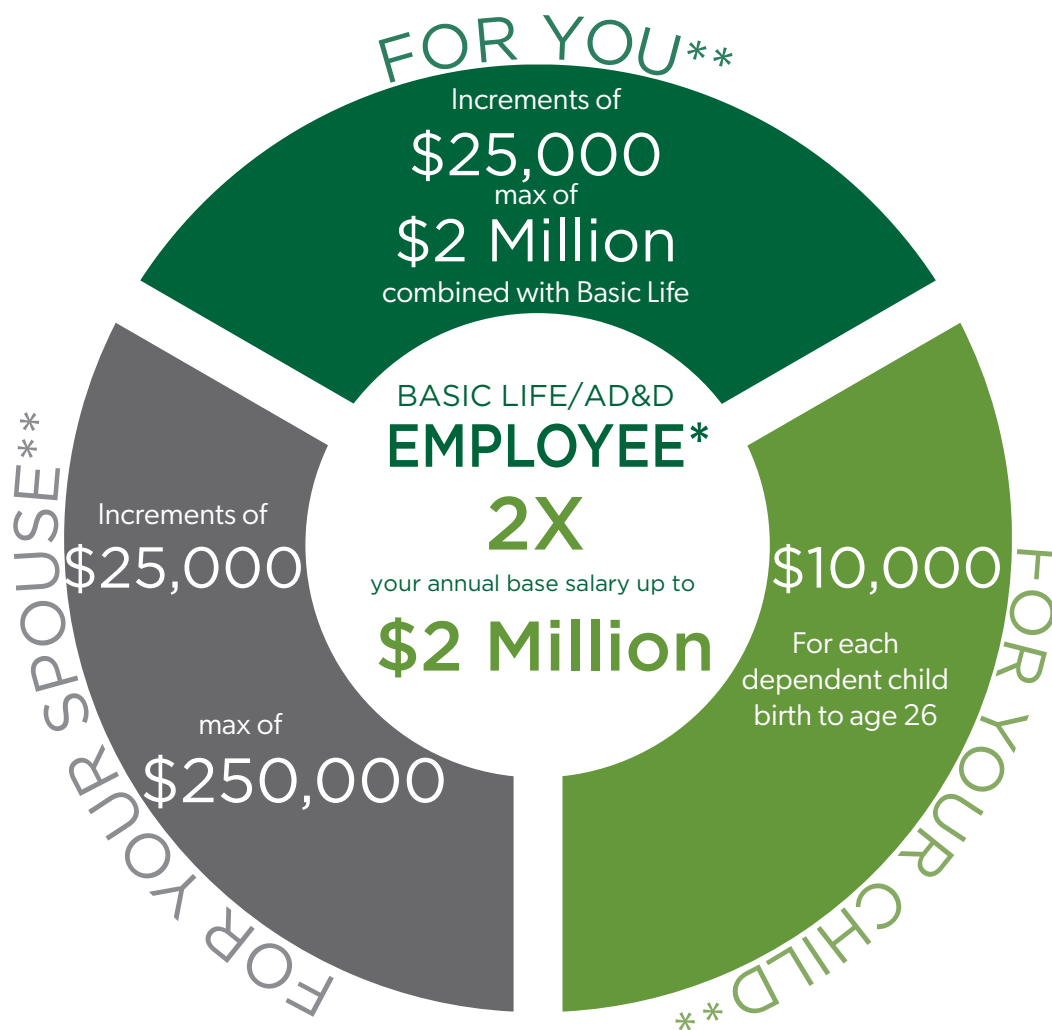 FOR YOU**
Increments of
$25,000
max of
$2 Million
combined with Basic Life
BASIC LIFE/AD&D
EMPLOYEE*
2X
your annual base salary up to
$2 Million
FOR YOUR SPOUSE**
Increments of
$25,000
max of
$250,000
FOR YOUR CHILD**
$10,000
For each
dependent child
birth to age 26